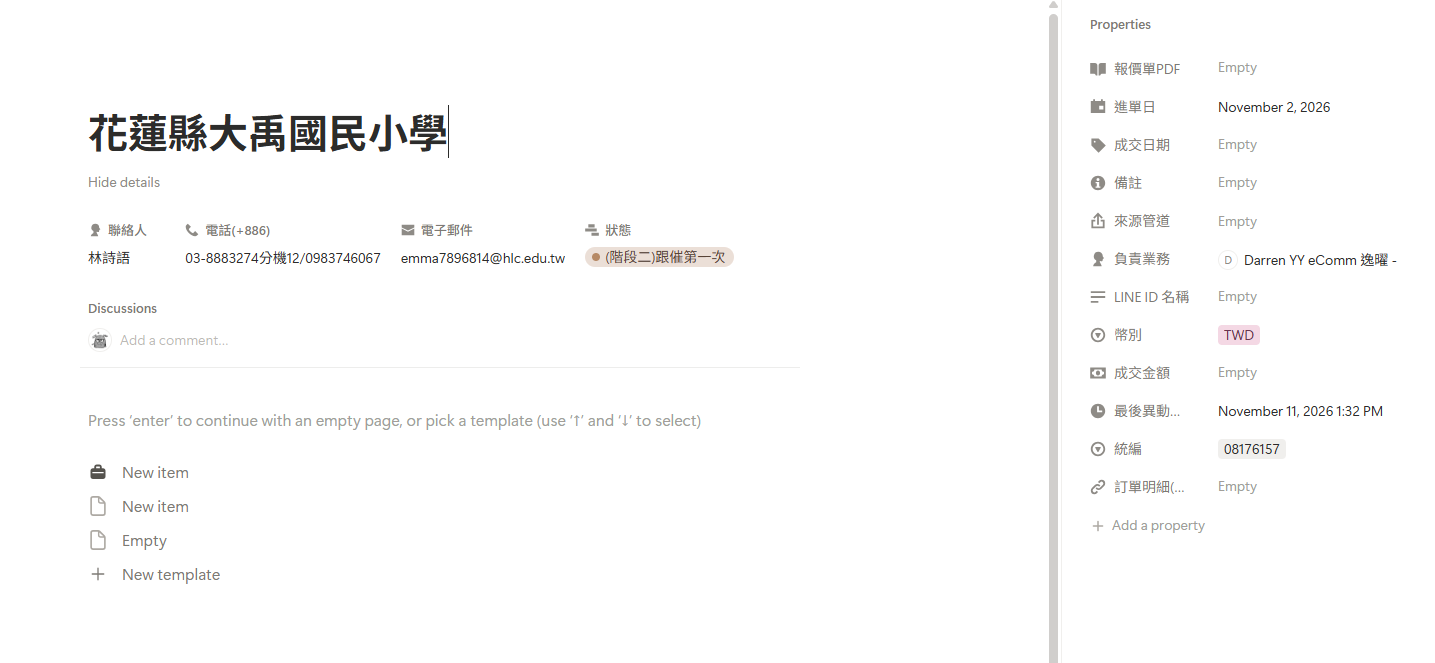 花蓮縣大禹國民小學
Hide details
聯絡人 電話(+886) 電子郵件 狀態
林詩語 03-8883274分機12/0983746067 emma7896814@hlc.edu.tw (階段二)跟催第一次
Discussions
Add a comment...
Press ‘enter’ to continue with an empty page, or pick a template (use ‘↑’ and ‘↓’ to select)
New item
New item
Empty
New template
Properties
報價單PDF Empty
進單日 November 2, 2026
成交日期 Empty
備註 Empty
來源管道 Empty
負責業務 D Darren YY eComm 逸曜 -
LINE ID 名稱 Empty
幣別 TWD
成交金額 Empty
最後異動... November 11, 2026 1:32 PM
統編 08176157
訂單明細(... Empty
Add a property